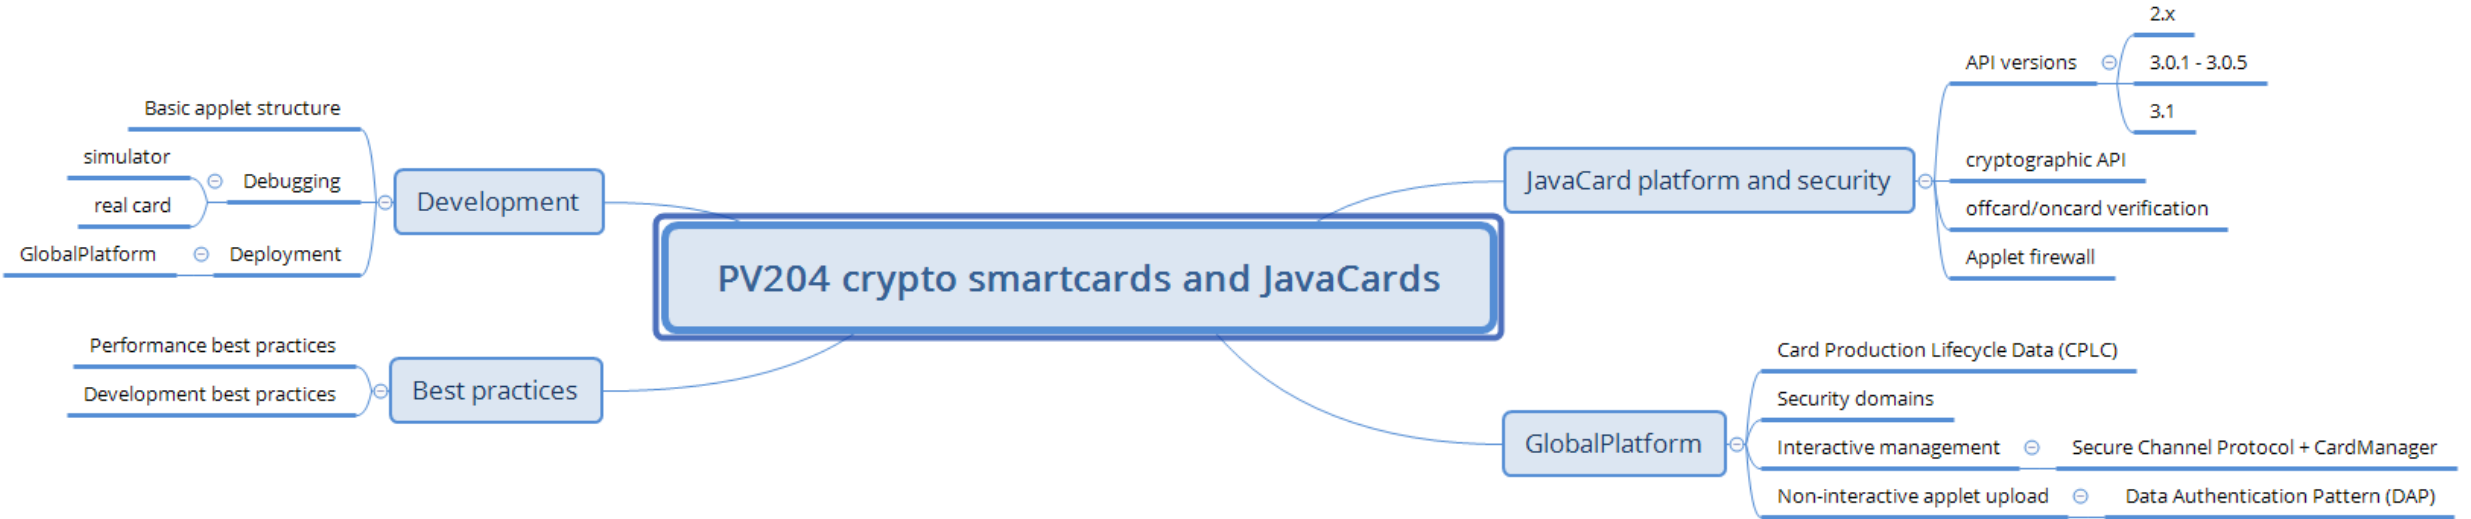 PV204 crypto smartcards and JavaCards
Development
Basic applet structure
Debugging
simulator
real card
Deployment
GlobalPlatform
Best practices
Performance best practices
Development best practices
JavaCard platform and security
API versions
2.x
3.0.1 - 3.0.5
3.1
cryptographic API
offcard/oncard verification
Applet firewall
GlobalPlatform
Card Production Lifecycle Data (CPLC)
Security domains
Interactive management
Secure Channel Protocol + CardManager
Non-interactive applet upload
Data Authentication Pattern (DAP)